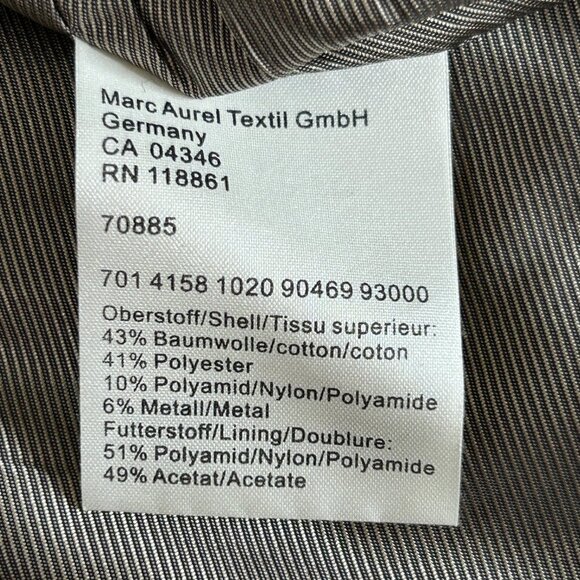 Marc Aurel Textil GmbH
Germany
CA 04346
RN 118861
70885
701 4158 1020 90469 93000
Oberstoff/Shell/Tissu superieur:
43% Baumwolle/cotton/coton
41% Polyester
10% Polyamid/Nylon/Polyamide
6% Metall/Metal
Futterstoff/Lining/Doublure:
51% Polyamid/Nylon/Polyamide
49% Acetat/Acetate